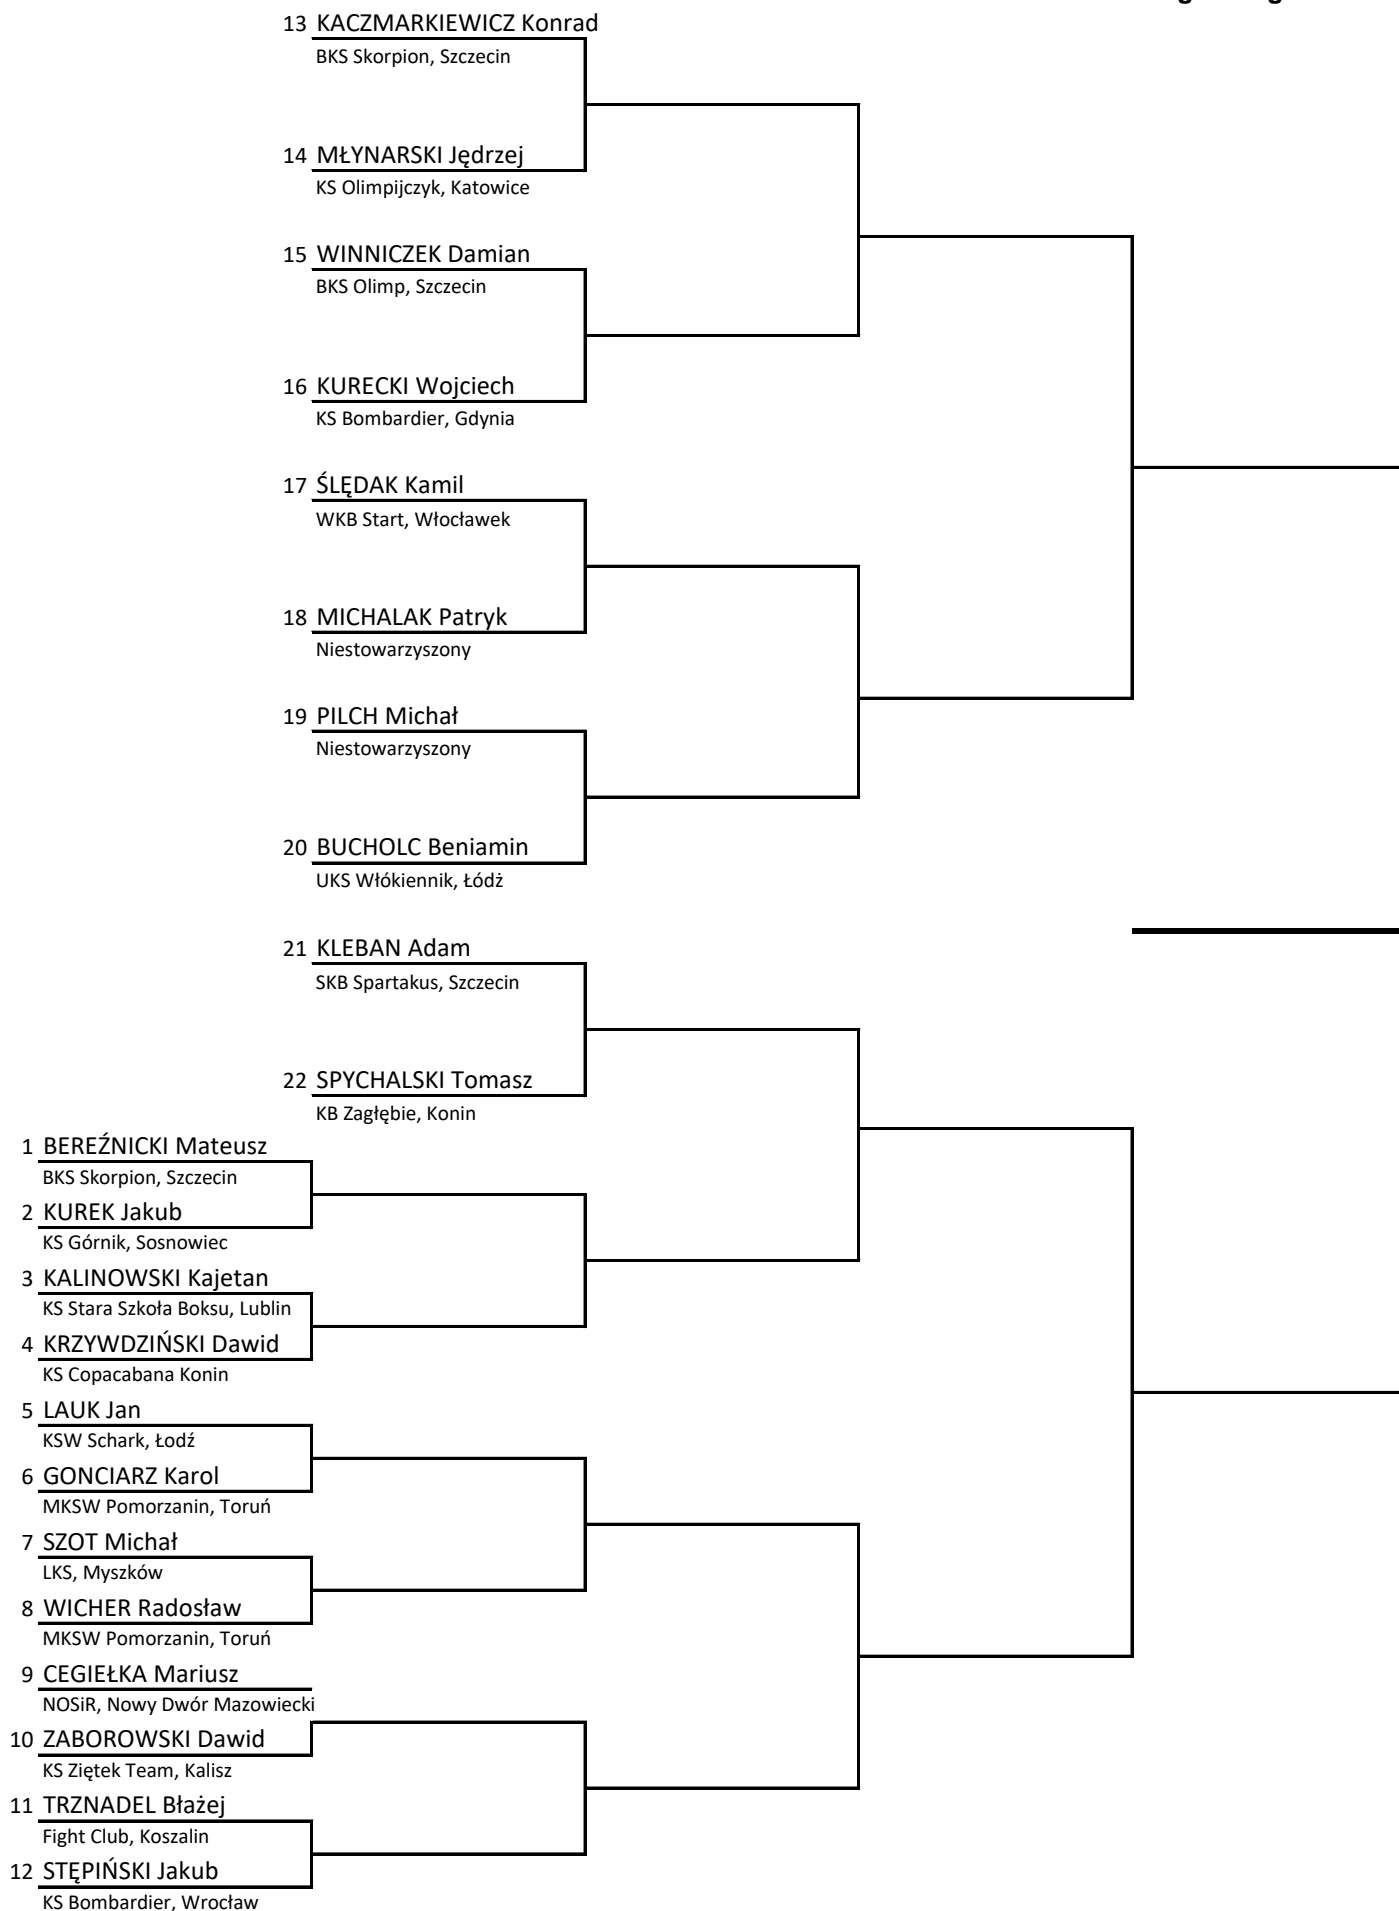 13 KACZMARKIEWICZ Konrad
BKS Skorpion, Szczecin
14 MŁYNARSKI Jędrzej
KS Olimpijczyk, Katowice
15 WINNICZEK Damian
BKS Olimp, Szczecin
16 KURECKI Wojciech
KS Bombardier, Gdynia
17 ŚLĘDAK Kamil
WKB Start, Włocławek
18 MICHALAK Patryk
Niestowarzyszony
19 PILCH Michał
Niestowarzyszony
20 BUCHOLC Beniamin
UKS Włókiennik, Łódż
21 KLEBAN Adam
SKB Spartakus, Szczecin
22 SPYCHALSKI Tomasz
KB Zagłębie, Konin
1 BEREŹNICKI Mateusz
BKS Skorpion, Szczecin
2 KUREK Jakub
KS Górnik, Sosnowiec
3 KALINOWSKI Kajetan
KS Stara Szkoła Boksu, Lublin
4 KRZYWDZIŃSKI Dawid
KS Copacabana Konin
5 LAUK Jan
KSW Schark, Łodź
6 GONCIARZ Karol
MKSW Pomorzanin, Toruń
7 SZOT Michał
LKS, Myszków
8 WICHER Radosław
MKSW Pomorzanin, Toruń
9 CEGIEŁKA Mariusz
NOSiR, Nowy Dwór Mazowiecki
10 ZABOROWSKI Dawid
KS Ziętek Team, Kalisz
11 TRZNADEL Błażej
Fight Club, Koszalin
12 STĘPIŃSKI Jakub
KS Bombardier, Wrocław